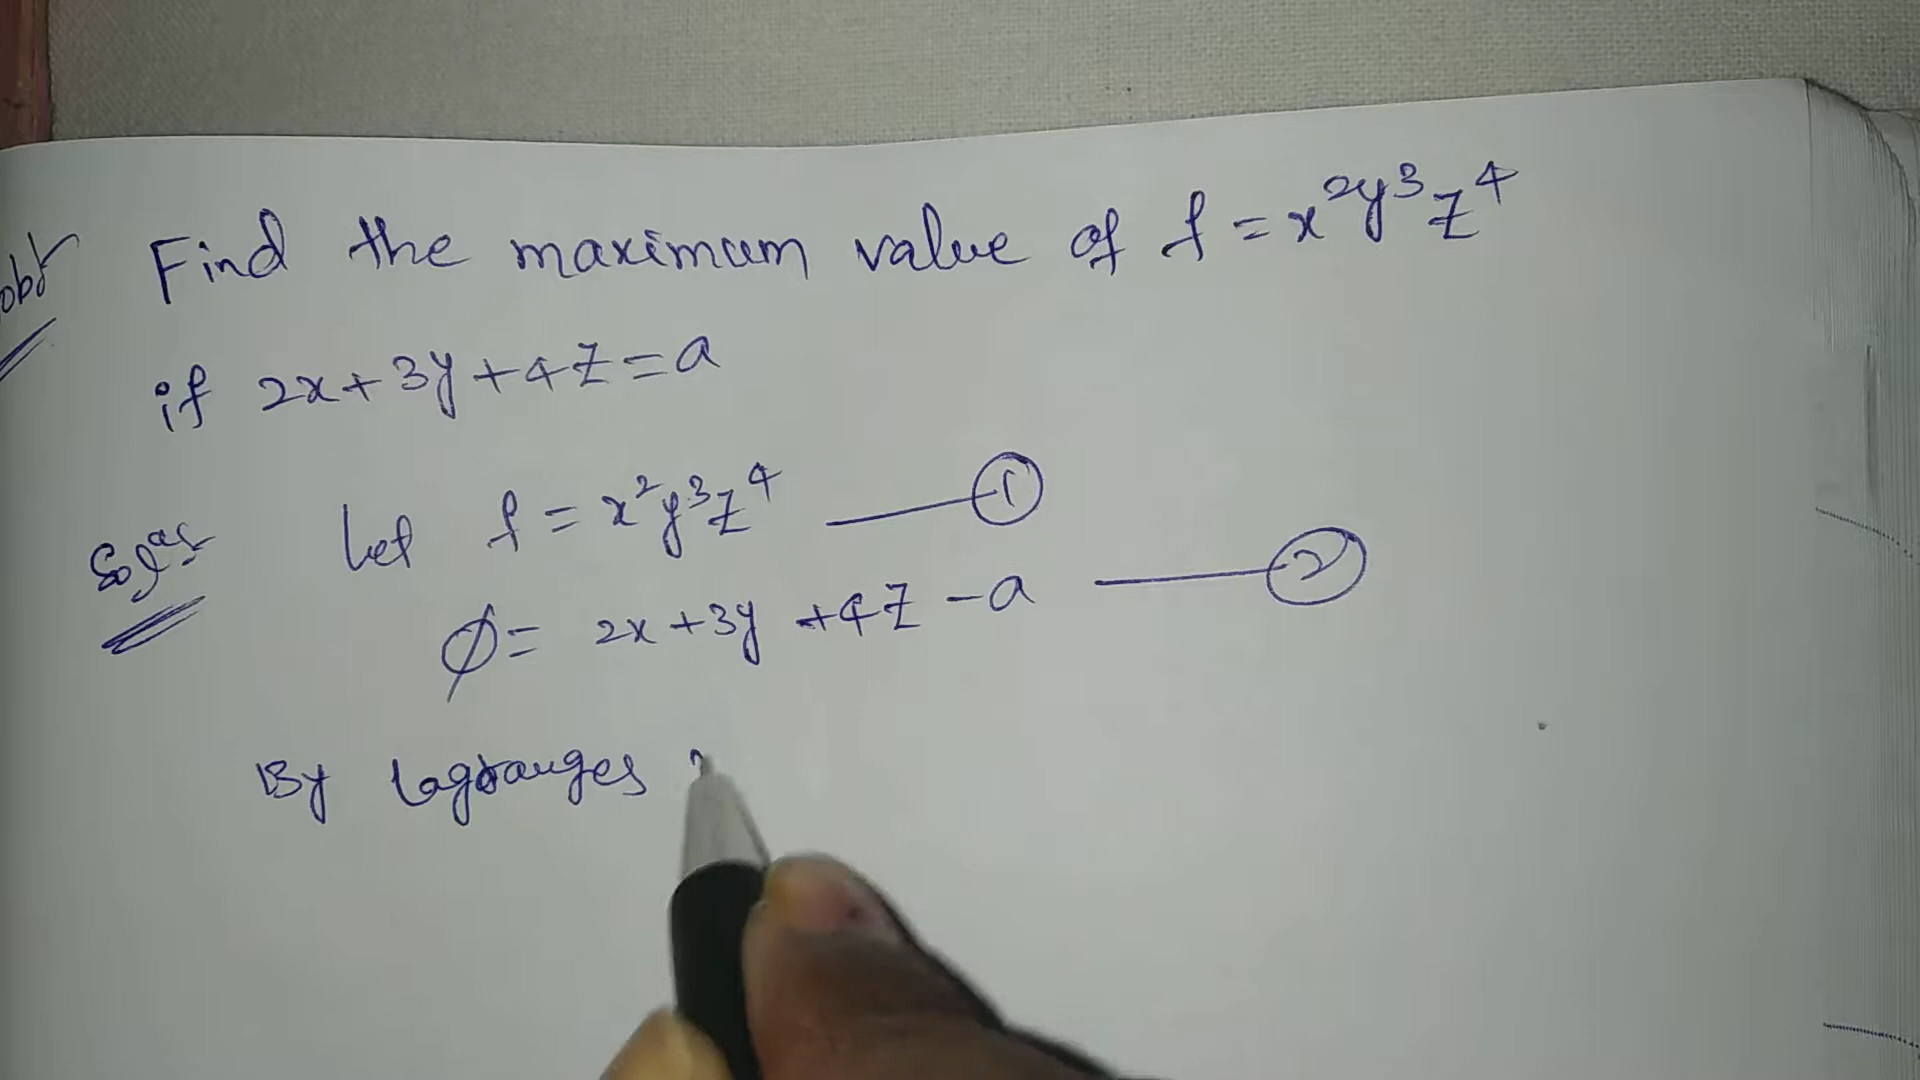 Find the maximum value of f = x²y³z⁴
if 2x+3y+4z=a
Let f = x²y³z⁴ —— ①
∅= 2x+3y+4z-a —— ②
By lagranges